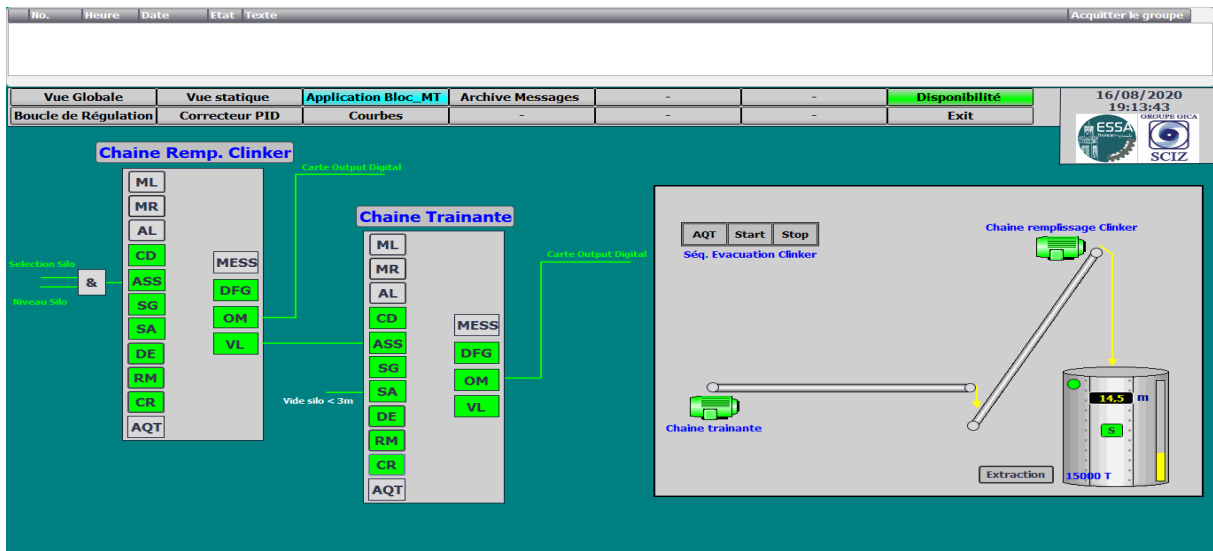 No. Heure Date Etat Texte Acquitter le groupe
Vue Globale Vue statique Application Bloc_MT Archive Messages - - Disponibilité
Boucle de Régulation Correcteur PID Courbes - - - Exit
16/08/2020
19:13:43
GROUPE GICA
ESSA
SCIZ
Chaine Remp. Clinker
Carte Output Digital
ML
MR
AL
CD
ASS
SG
SA
DE
RM
CR
AQT
MESS
DFG
OM
VL
Selection Silo
&
Niveau Silo
Chaine Trainante
Carte Output Digital
ML
MR
AL
CD
ASS
SG
SA
DE
RM
CR
AQT
MESS
DFG
OM
VL
Vide silo < 3m
AQT Start Stop
Séq. Evacuation Clinker
Chaine remplissage Clinker
Chaine trainante
14,5 m
S
Extraction
15000 T